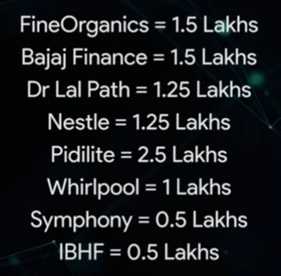 FineOrganics = 1.5 Lakhs
Bajaj Finance = 1.5 Lakhs
Dr Lal Path = 1.25 Lakhs
Nestle = 1.25 Lakhs
Pidilite = 2.5 Lakhs
Whirlpool = 1 Lakhs
Symphony = 0.5 Lakhs
IBHF = 0.5 Lakhs